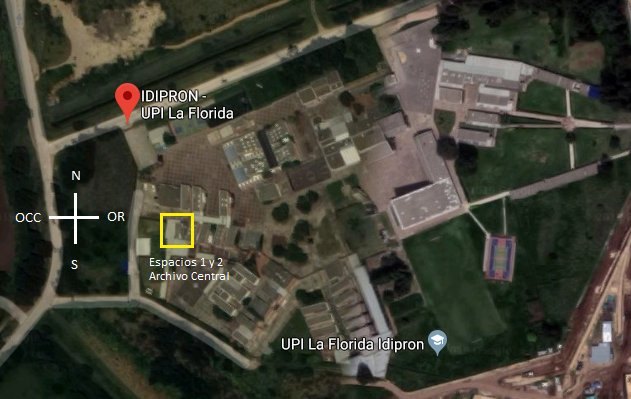 IDIPRON -
UPI La Florida
N
OCC
OR
S
Espacios 1 y 2
Archivo Central
UPI La Florida Idipron